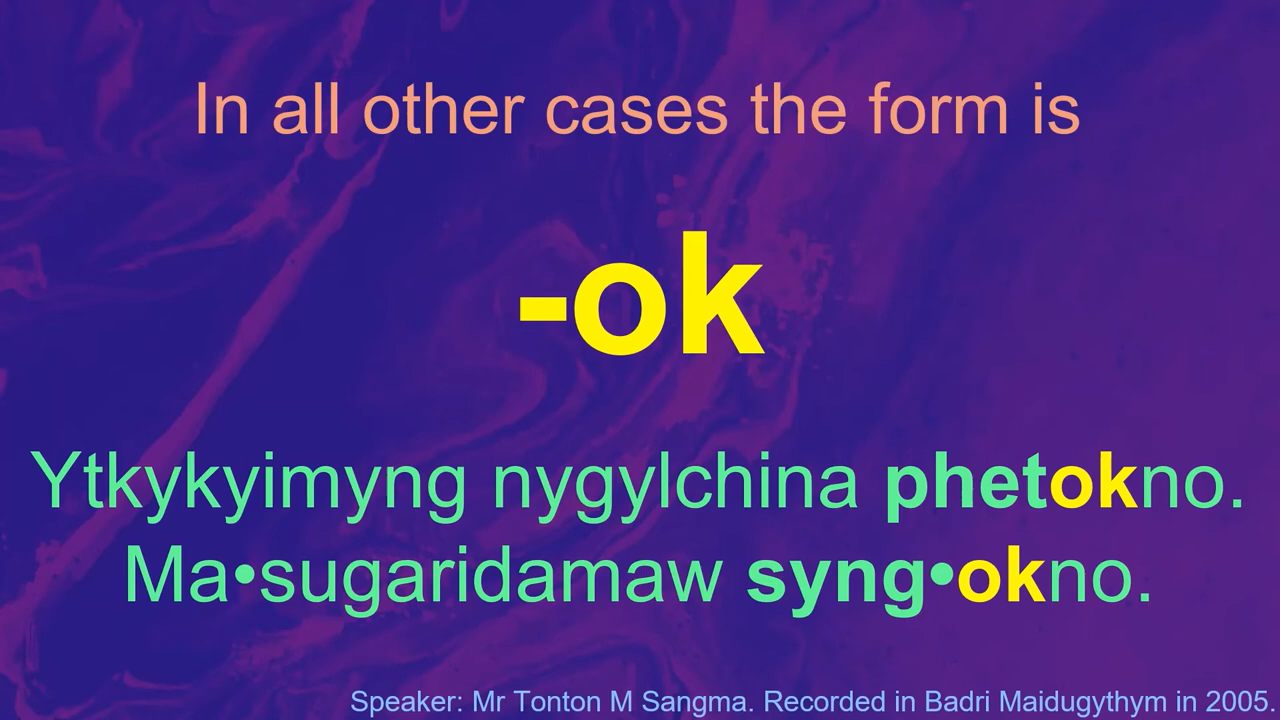 In all other cases the form is
-ok
Ytkykyimyng nygylchina phetokno.
Ma•sugaridamaw syng•okno.
Speaker: Mr Tonton M Sangma. Recorded in Badri Maidugythym in 2005.